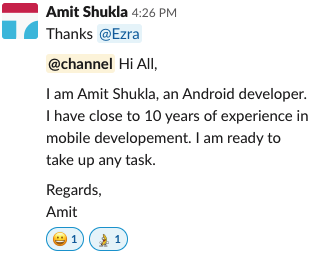 Amit Shukla 4:26 PM
Thanks @Ezra
@channel Hi All,
I am Amit Shukla, an Android developer.
I have close to 10 years of experience in
mobile developement. I am ready to
take up any task.
Regards,
Amit
1 1